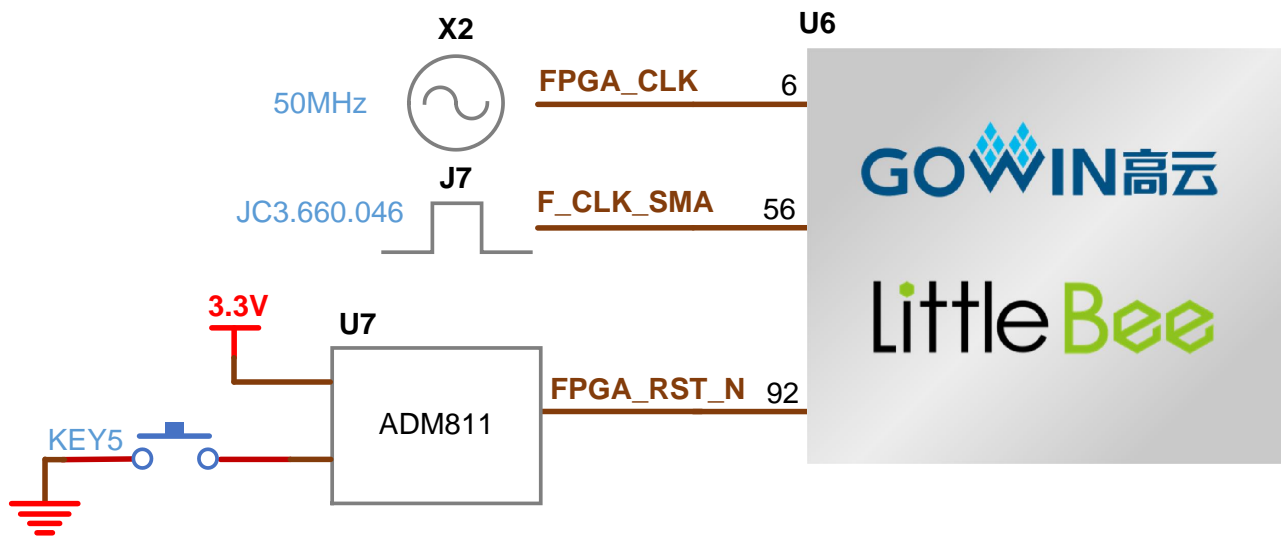 X2
U6
50MHz
FPGA_CLK
6
J7
JC3.660.046
F_CLK_SMA
56
GOWIN高云
3.3V
U7
LittleBee
ADM811
FPGA_RST_N
92
KEY5